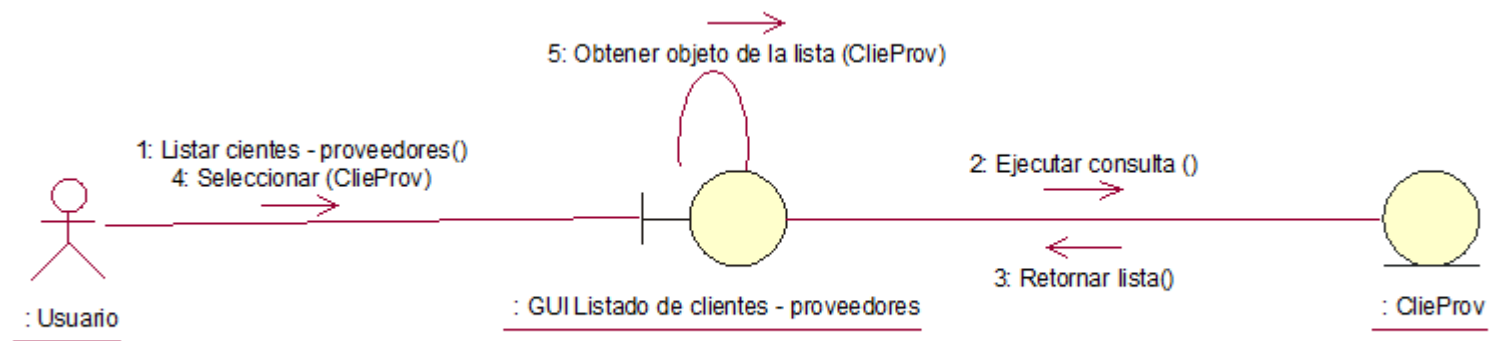 5: Obtener objeto de la lista (ClieProv)
1: Listar cientes - proveedores()
4: Seleccionar (ClieProv)
2: Ejecutar consulta ()
3: Retornar lista()
: Usuario
: GUI Listado de clientes - proveedores
: ClieProv